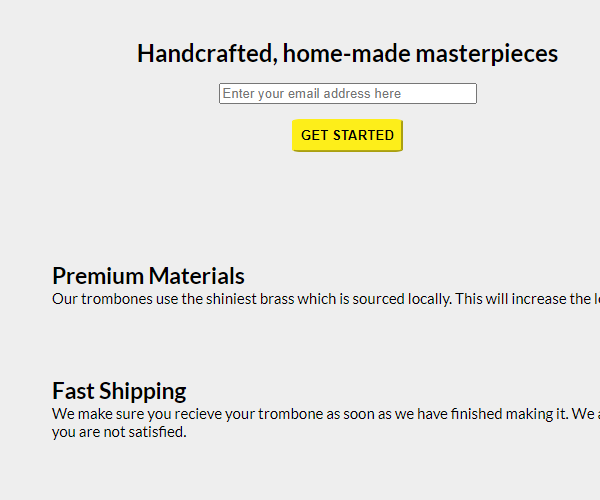 Handcrafted, home-made masterpieces
Enter your email address here
GET STARTED
Premium Materials
Our trombones use the shiniest brass which is sourced locally. This will increase the
Fast Shipping
We make sure you recieve your trombone as soon as we have finished making it. We
you are not satisfied.